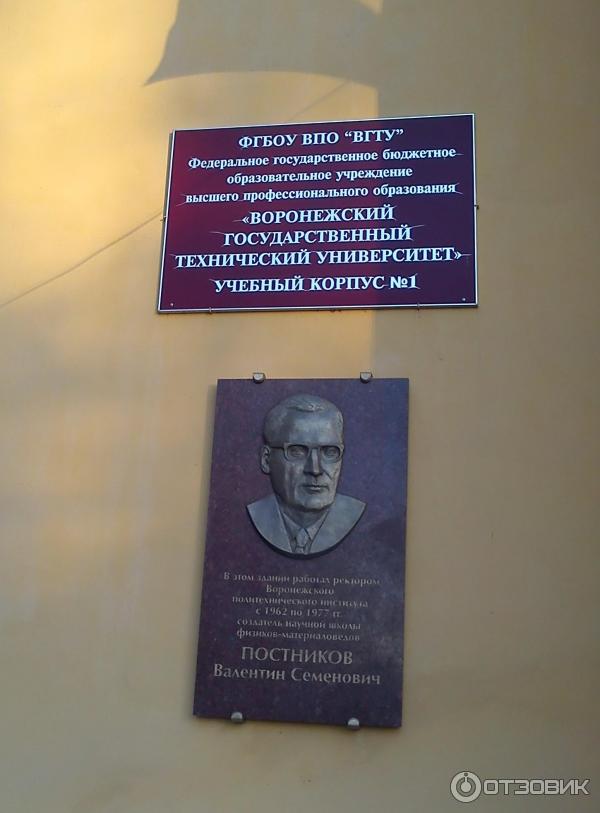 ФГБОУ ВПО “ВГТУ”
Федеральное государственное бюджетное
образовательное учреждение
высшего профессионального образования
«ВОРОНЕЖСКИЙ
ГОСУДАРСТВЕННЫЙ
ТЕХНИЧЕСКИЙ УНИВЕРСИТЕТ»
УЧЕБНЫЙ КОРПУС №1
В этом здании работал ректором
Воронежского
политехнического института
с 1962 по 1977 гг.
создатель научной школы
физиков-материаловедов
ПОСТНИКОВ
Валентин Семенович
ОТЗОВИК